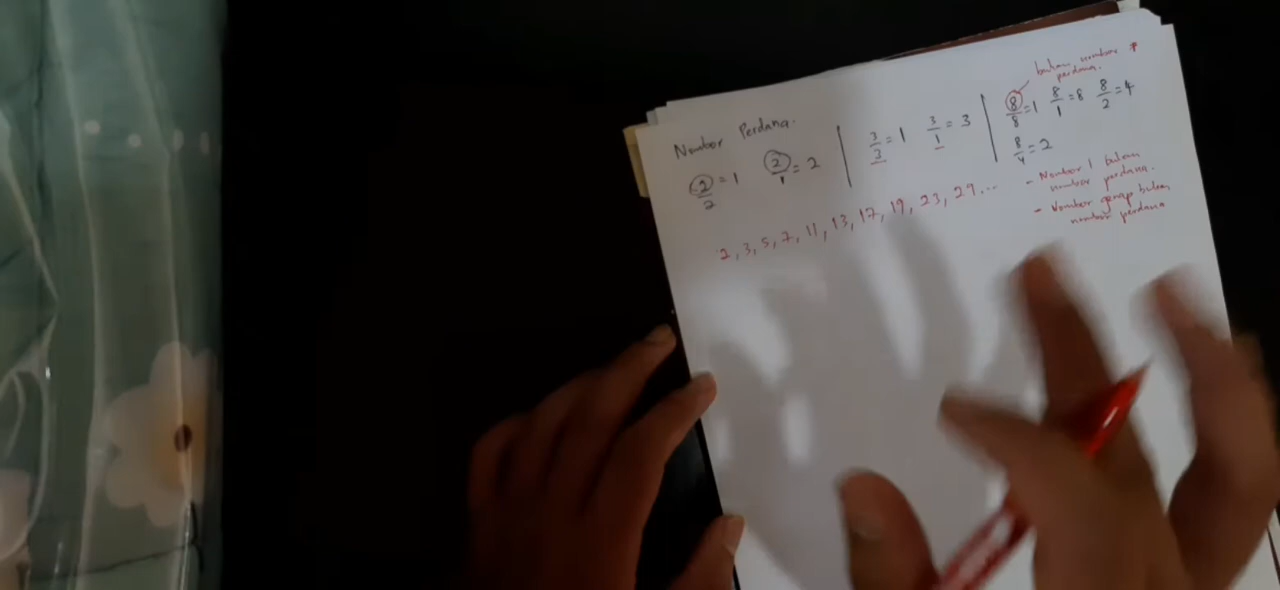 Nombor Perdana.
2/2 = 1 2/1 = 2 | 3/3 = 1 3/1 = 3 | 8/8 = 1 8/1 = 8 8/2 = 4
8/4 = 2
bukan nombor
perdana.
2, 3, 5, 7, 11, 13, 17, 19, 23, 29...
- Nombor 1 bukan
nombor perdana.
- Nombor genap bukan
nombor perdana